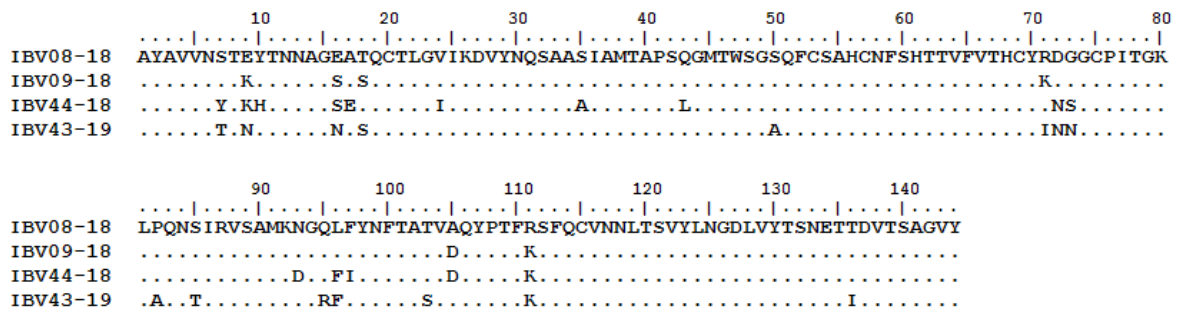 10 20 30 40 50 60 70 80
....|....|....|....|....|....|....|....|....|....|....|....|....|....|....|....|
IBV08-18 AYAVVNSTEYTNNAGEATQCTLGVIKDVYNQSAASIAMTAPSQGMTWSGSQFCSAHCNFSHTTVFVTHCYRDGGCPITGK
IBV09-18 ........K......S.S....................................................K.........
IBV44-18 ......Y.KH.....SE......I..........A.......L............................NS.......
IBV43-19 ......T.N......N.S...............................A....................INN.......
90 100 110 120 130 140
....|....|....|....|....|....|....|....|....|....|....|....|....
IBV08-18 LPQNSIRVSAMKNGQLFYNFTATVAQYPTFRSFQCVNNLTSVYLNGDLVYTSNETTDVTSAGVY
IBV09-18 ........................D.....K.................................
IBV44-18 ............D..FI.......D.....K.................................
IBV43-19 .A..T.........RF......S.......K........................I........